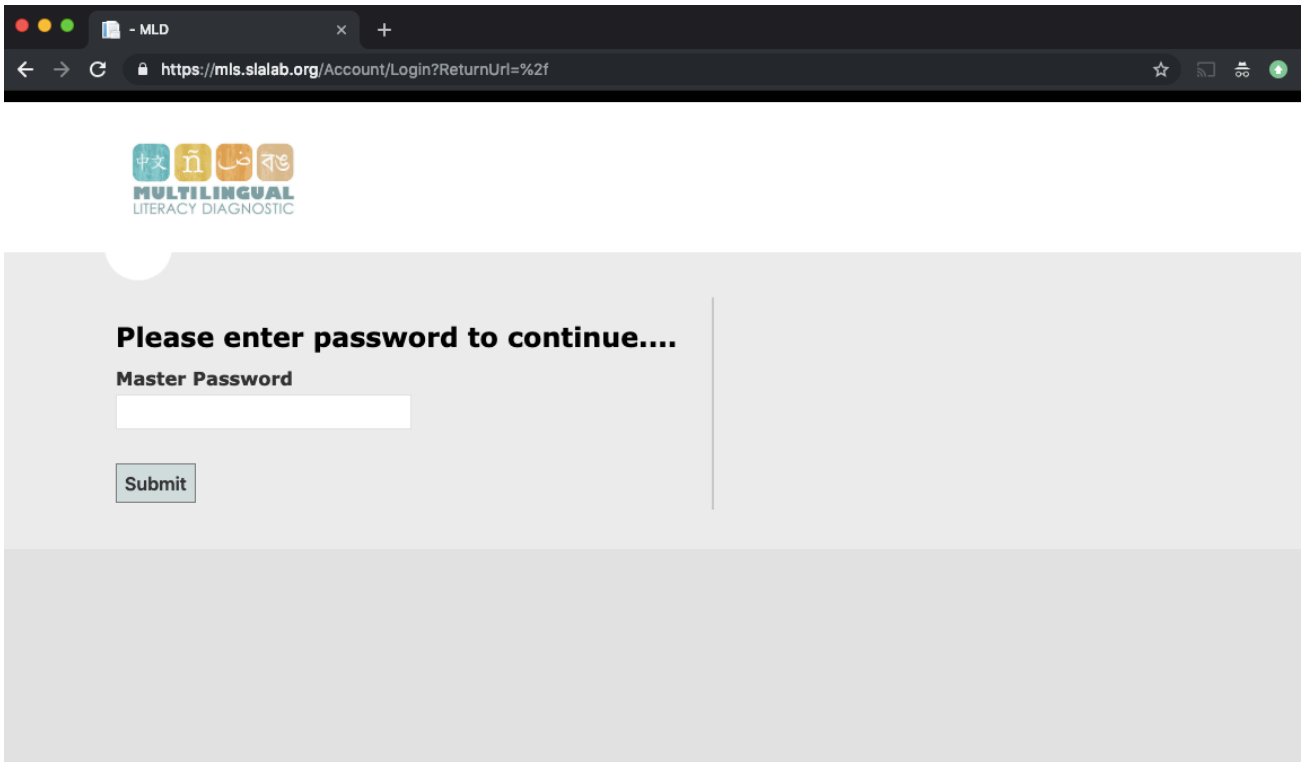 - MLD
https://mls.slalab.org/Account/Login?ReturnUrl=%2f
中文 ñ ض বঙ
MULTILINGUAL
LITERACY DIAGNOSTIC
Please enter password to continue....
Master Password
Submit